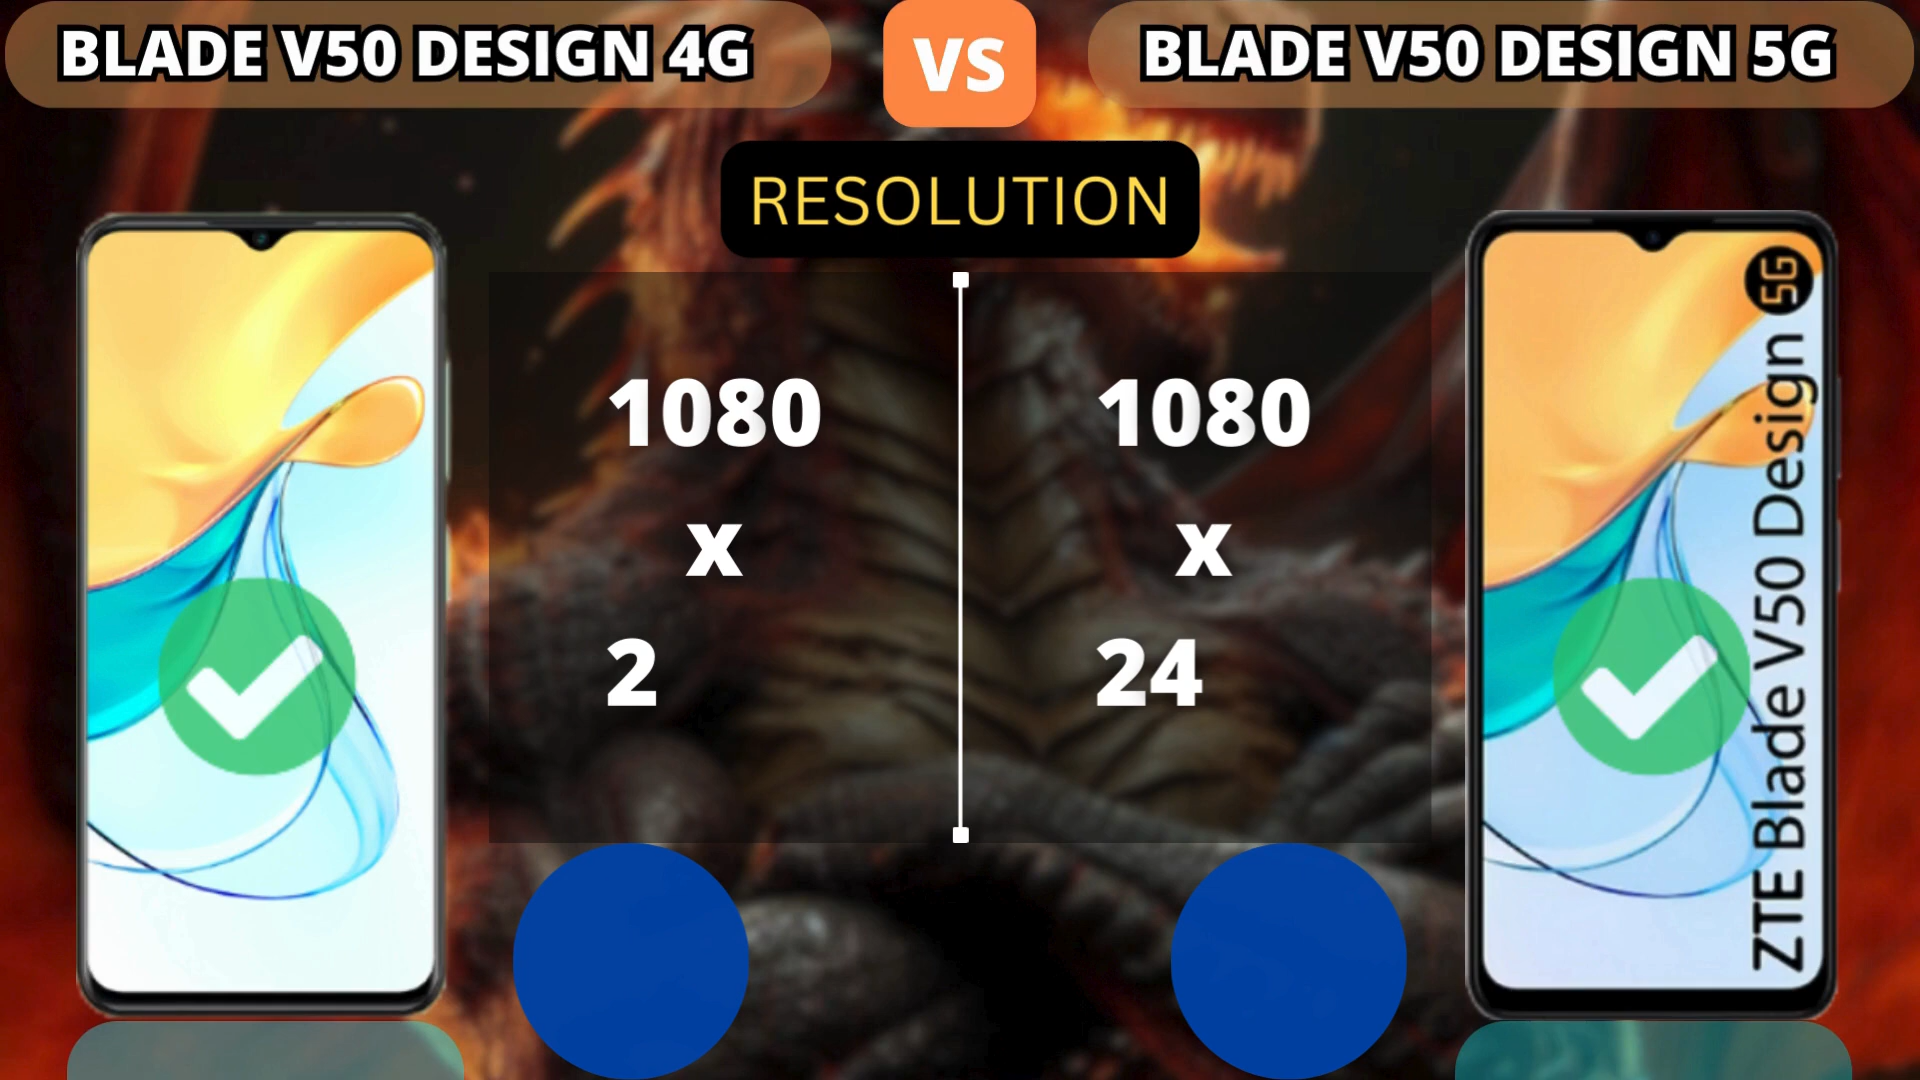 BLADE V50 DESIGN 4G
VS
BLADE V50 DESIGN 5G
RESOLUTION
1080
x
2
1080
x
24
ZTE Blade V50 Design 5G